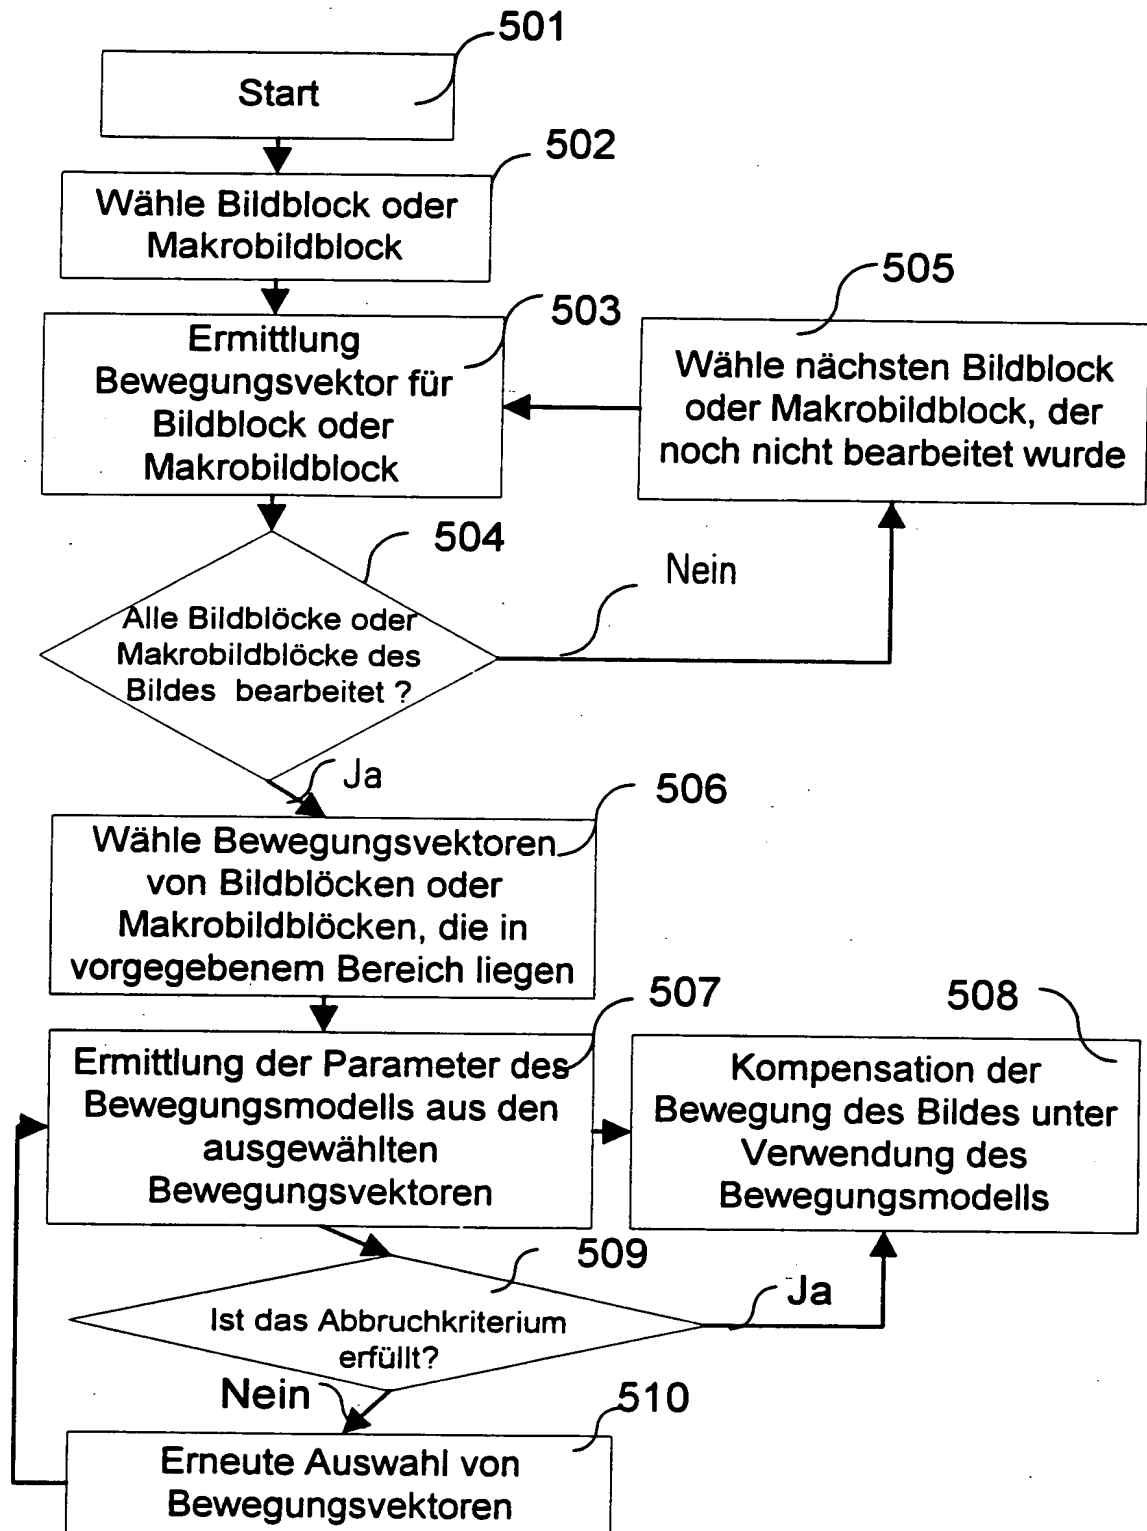 501
Start
502
Wähle Bildblock oder
Makrobildblock
503
Ermittlung
Bewegungsvektor für
Bildblock oder
Makrobildblock
505
Wähle nächsten Bildblock
oder Makrobildblock, der
noch nicht bearbeitet wurde
504
Nein
Alle Bildblöcke oder
Makrobildblöcke des
Bildes bearbeitet ?
Ja
506
Wähle Bewegungsvektoren
von Bildblöcken oder
Makrobildblöcken, die in
vorgegebenem Bereich liegen
507
Ermittlung der Parameter des
Bewegungsmodells aus den
ausgewählten
Bewegungsvektoren
508
Kompensation der
Bewegung des Bildes unter
Verwendung des
Bewegungsmodells
509
Ist das Abbruchkriterium
erfüllt?
Ja
Nein
510
Erneute Auswahl von
Bewegungsvektoren